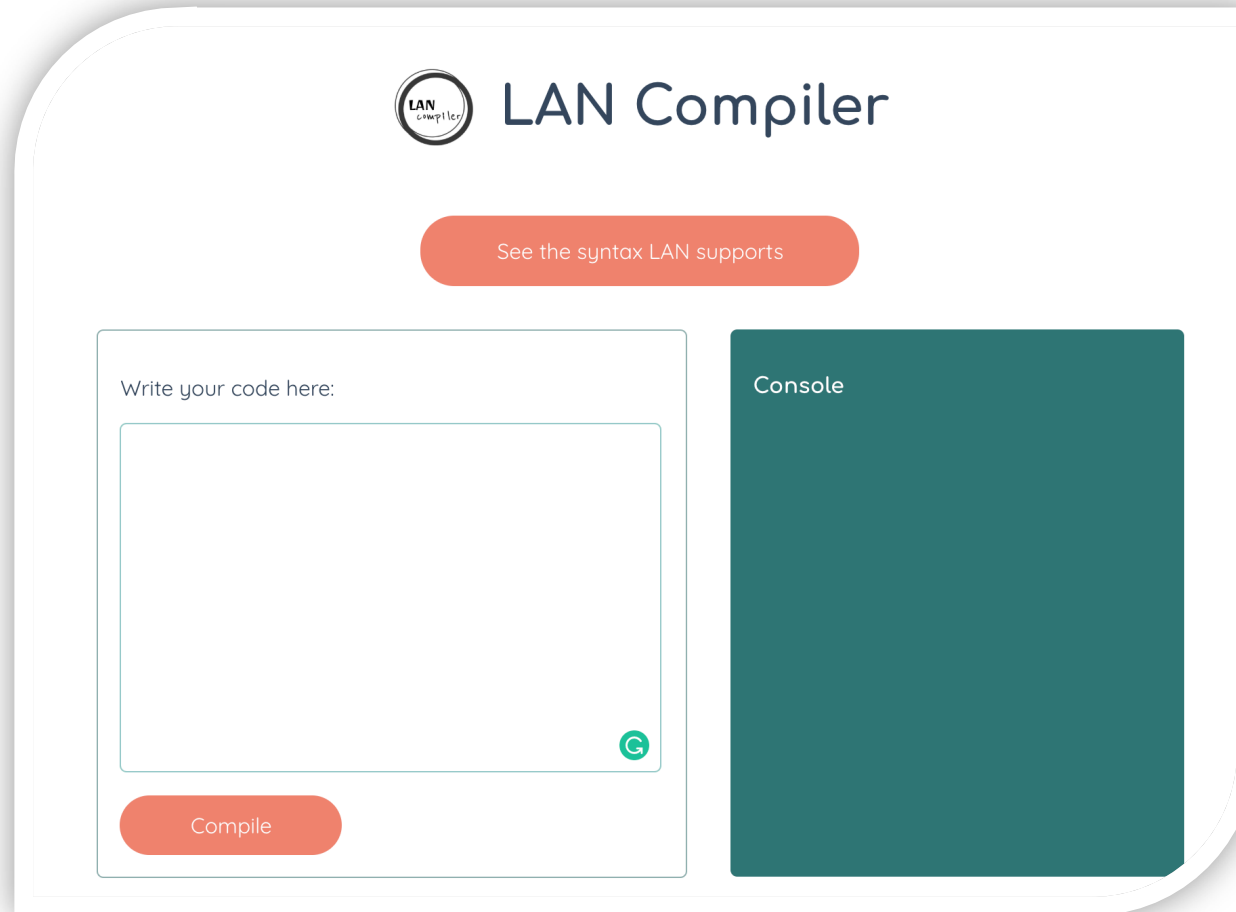 LAN
compiler
LAN Compiler
See the syntax LAN supports
Write your code here:
Console
Compile